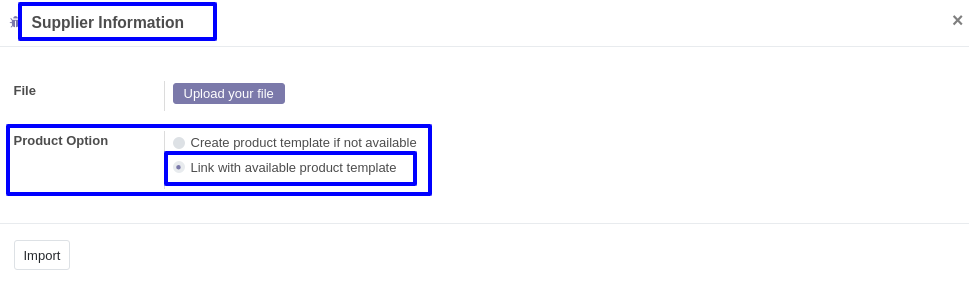 Supplier Information
×
File
Upload your file
Product Option
Create product template if not available
Link with available product template
Import